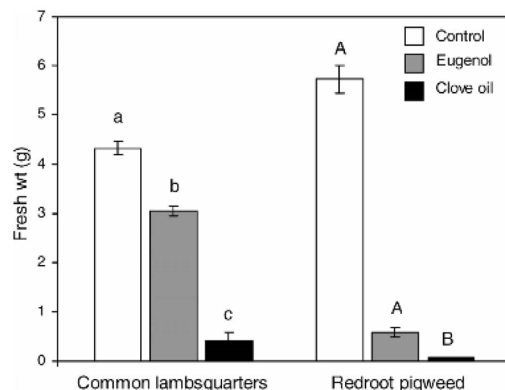 7
6
5
4
3
2
1
0
Fresh wt (g)
Control
Eugenol
Clove oil
a
b
c
A
A
B
Common lambsquarters
Redroot pigweed